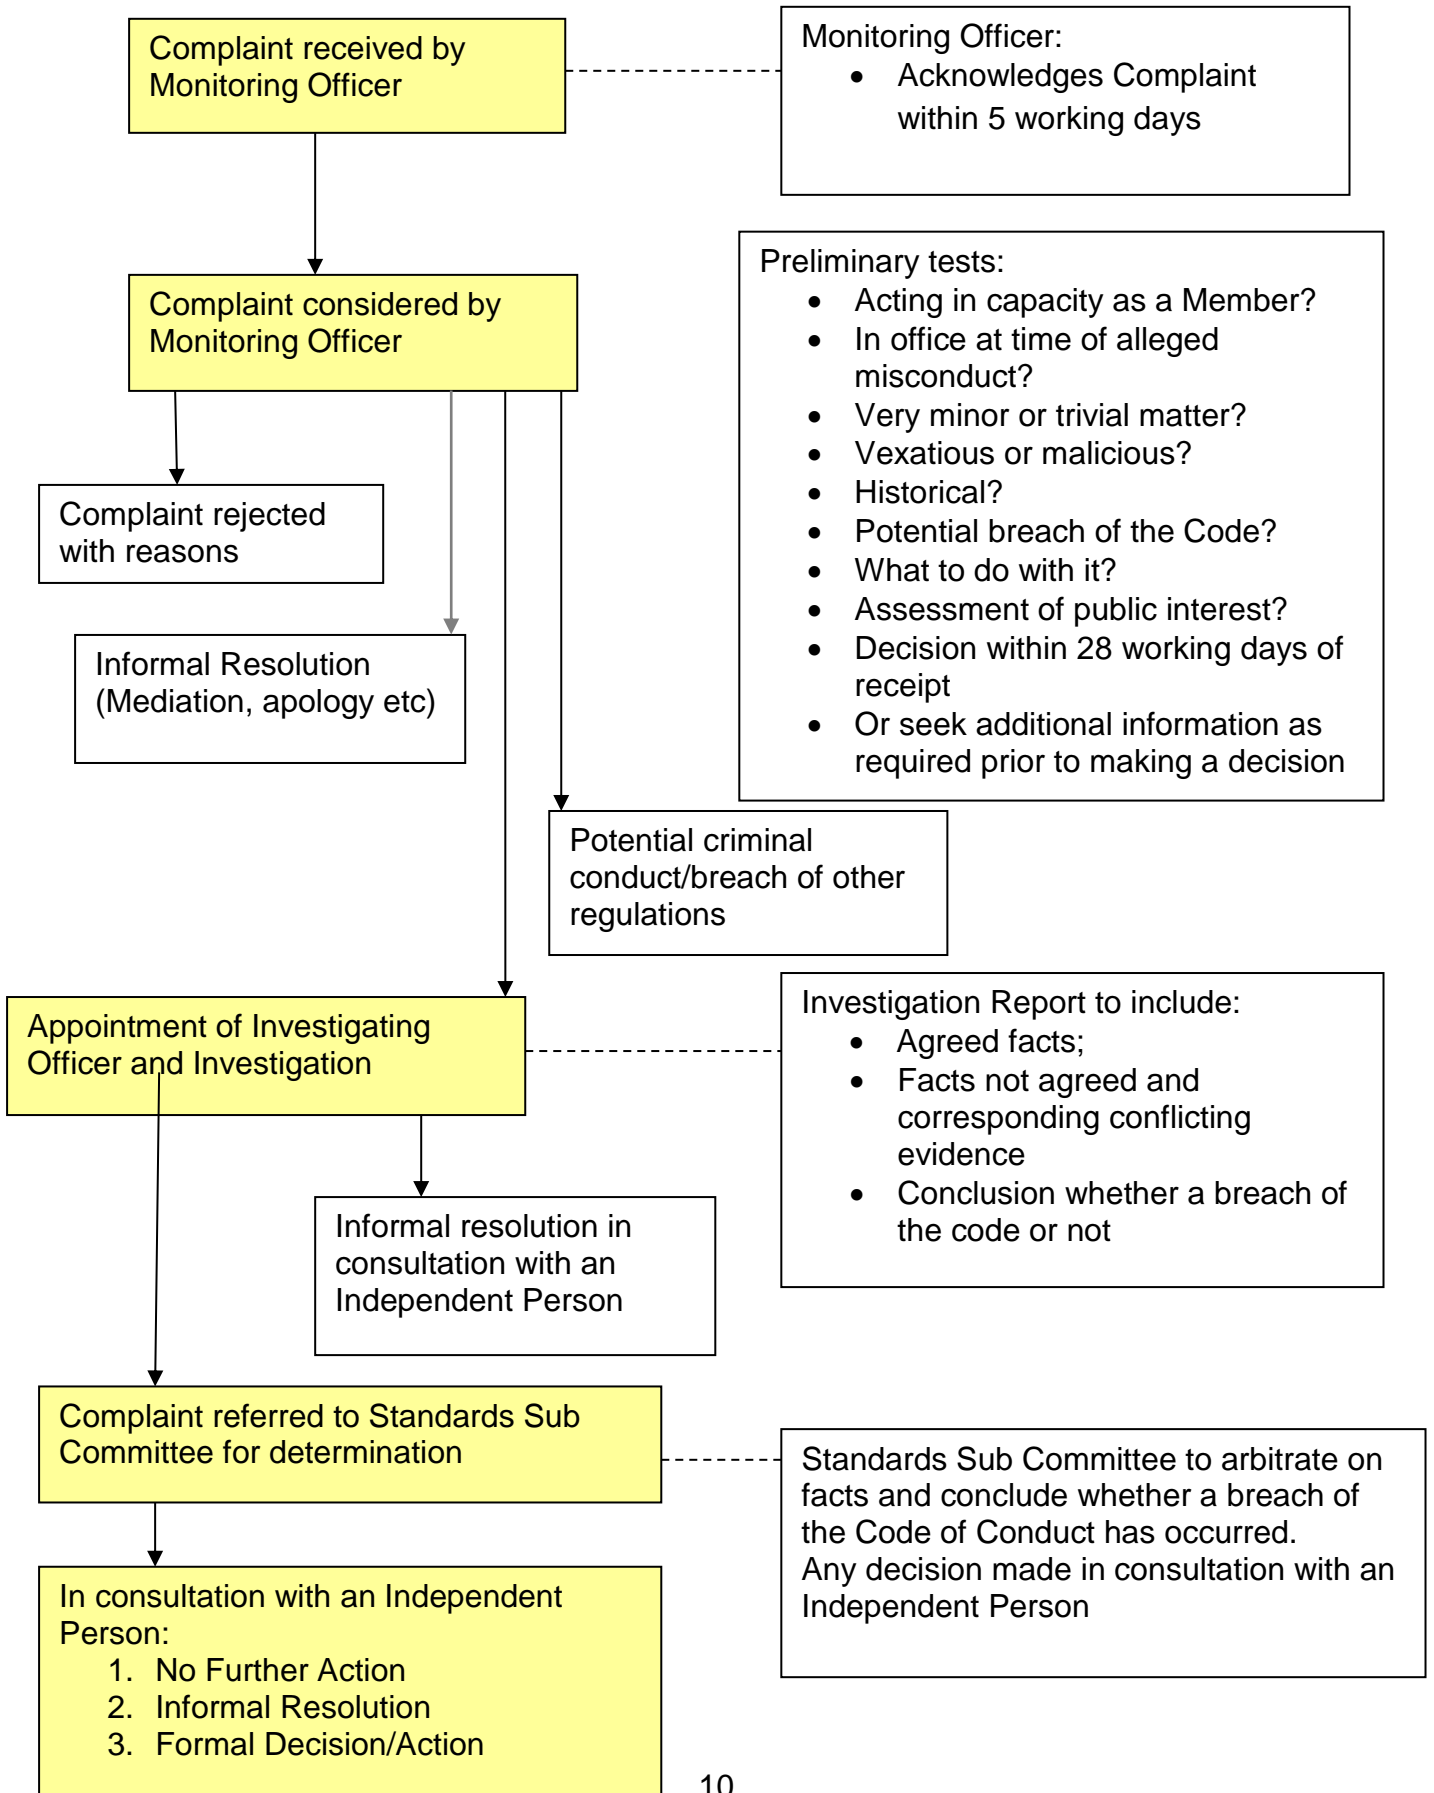 Complaint received by
Monitoring Officer
Monitoring Officer:
• Acknowledges Complaint
within 5 working days
Complaint considered by
Monitoring Officer
Preliminary tests:
• Acting in capacity as a Member?
• In office at time of alleged
misconduct?
• Very minor or trivial matter?
• Vexatious or malicious?
• Historical?
• Potential breach of the Code?
• What to do with it?
• Assessment of public interest?
• Decision within 28 working days of
receipt
• Or seek additional information as
required prior to making a decision
Complaint rejected
with reasons
Informal Resolution
(Mediation, apology etc)
Potential criminal
conduct/breach of other
regulations
Appointment of Investigating
Officer and Investigation
Investigation Report to include:
• Agreed facts;
• Facts not agreed and
corresponding conflicting
evidence
• Conclusion whether a breach of
the code or not
Informal resolution in
consultation with an
Independent Person
Complaint referred to Standards Sub
Committee for determination
Standards Sub Committee to arbitrate on
facts and conclude whether a breach of
the Code of Conduct has occurred.
Any decision made in consultation with an
Independent Person
In consultation with an Independent
Person:
1. No Further Action
2. Informal Resolution
3. Formal Decision/Action
10